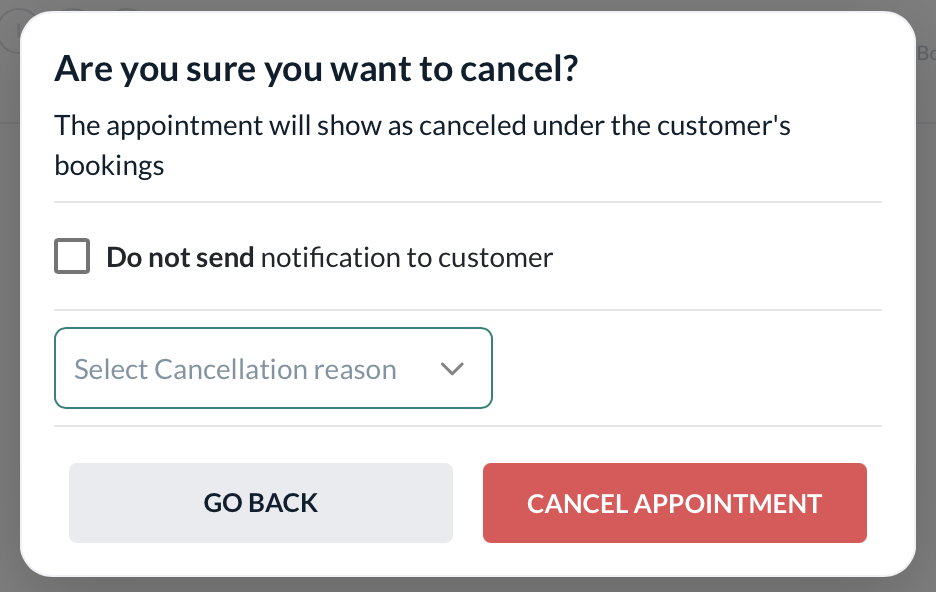 Are you sure you want to cancel?
The appointment will show as canceled under the customer's
bookings
Do not send notification to customer
Select Cancellation reason
GO BACK
CANCEL APPOINTMENT